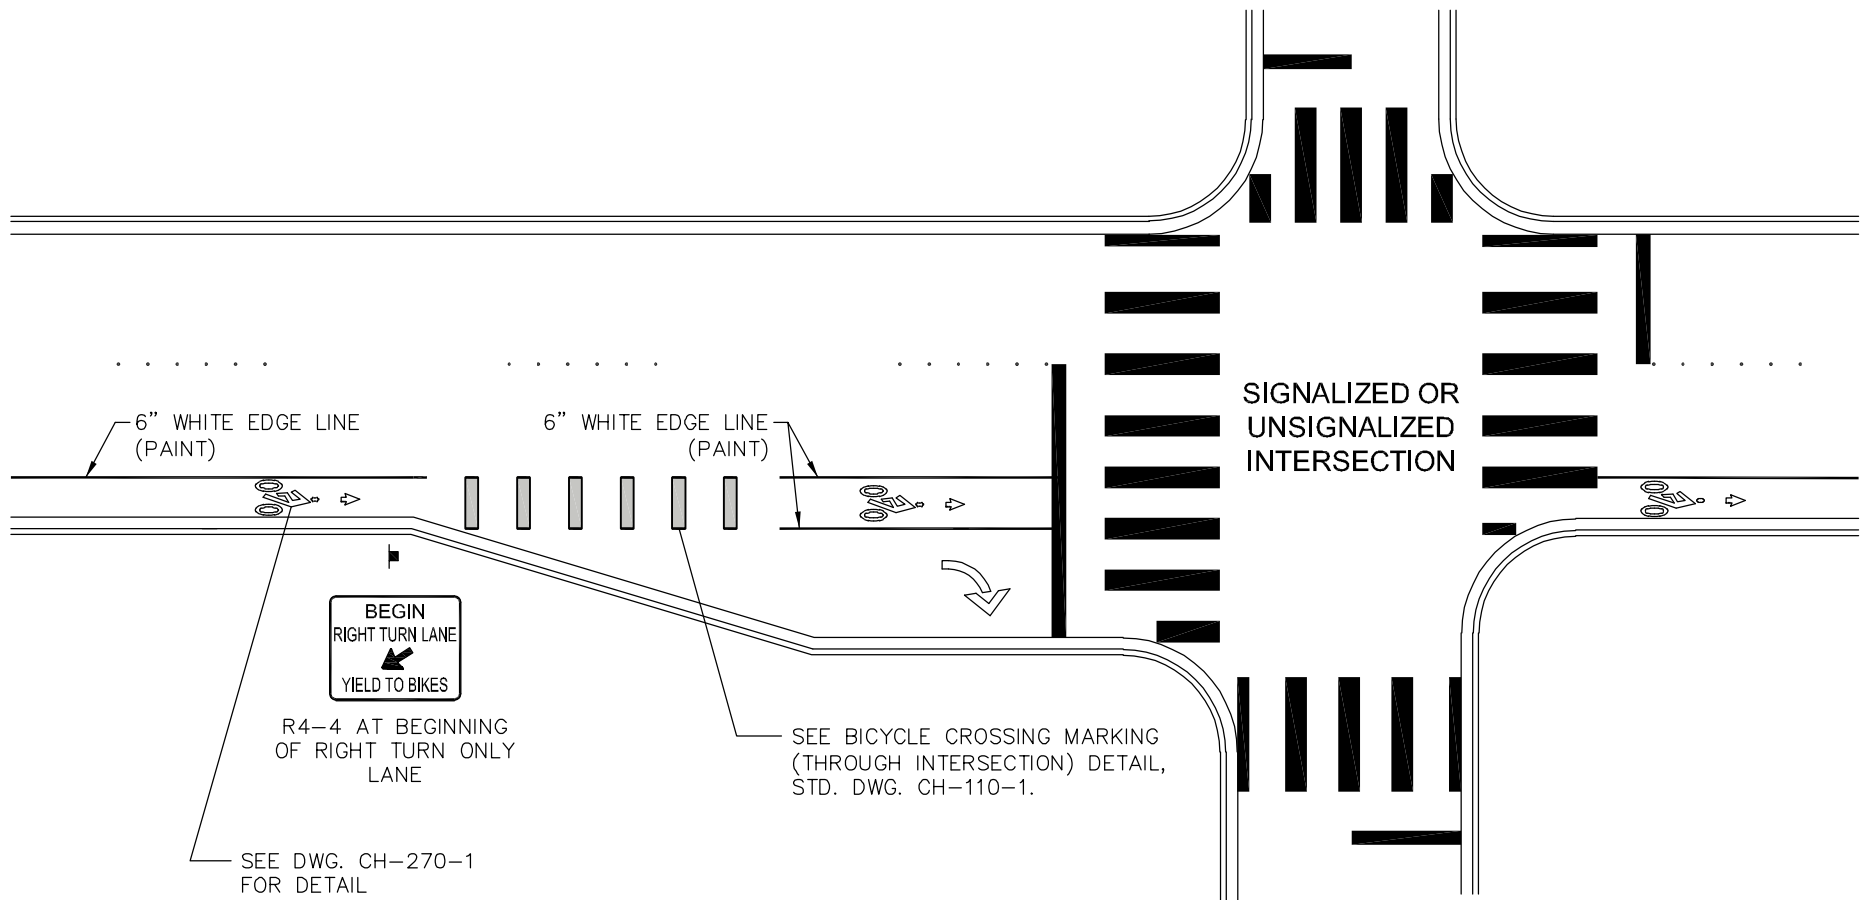 SIGNALIZED OR
UNSIGNALIZED
INTERSECTION
6” WHITE EDGE LINE
(PAINT)
6” WHITE EDGE LINE
(PAINT)
BEGIN
RIGHT TURN LANE
YIELD TO BIKES
R4-4 AT BEGINNING
OF RIGHT TURN ONLY
LANE
SEE BICYCLE CROSSING MARKING
(THROUGH INTERSECTION) DETAIL,
STD. DWG. CH-110-1.
SEE DWG. CH-270-1
FOR DETAIL